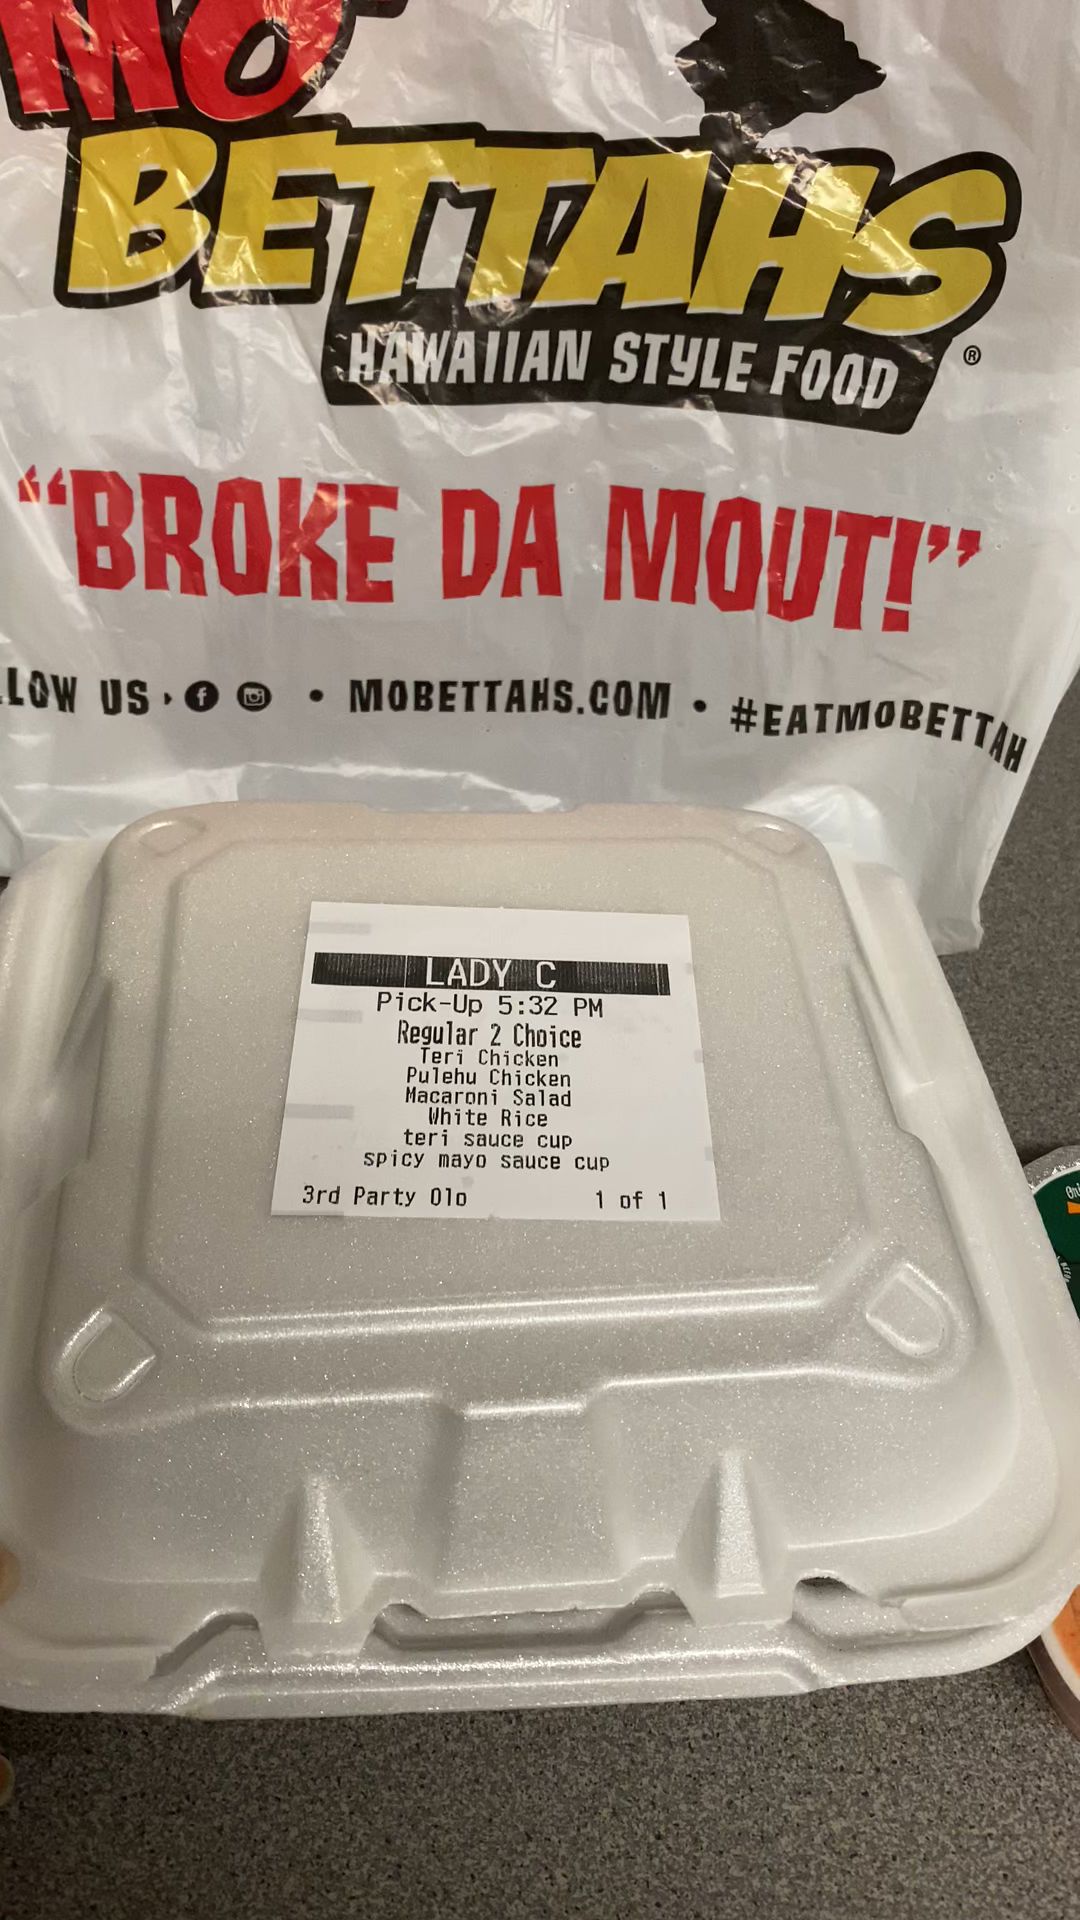 MO'
BETTAHS
HAWAIIAN STYLE FOOD ®
“BROKE DA MOUT!”
LLOW US • MOBETTAHS.COM • #EATMOBETTAH
LADY C
Pick-Up 5:32 PM
Regular 2 Choice
Teri Chicken
Pulehu Chicken
Macaroni Salad
White Rice
teri sauce cup
spicy mayo sauce cup
3rd Party Olo 1 of 1